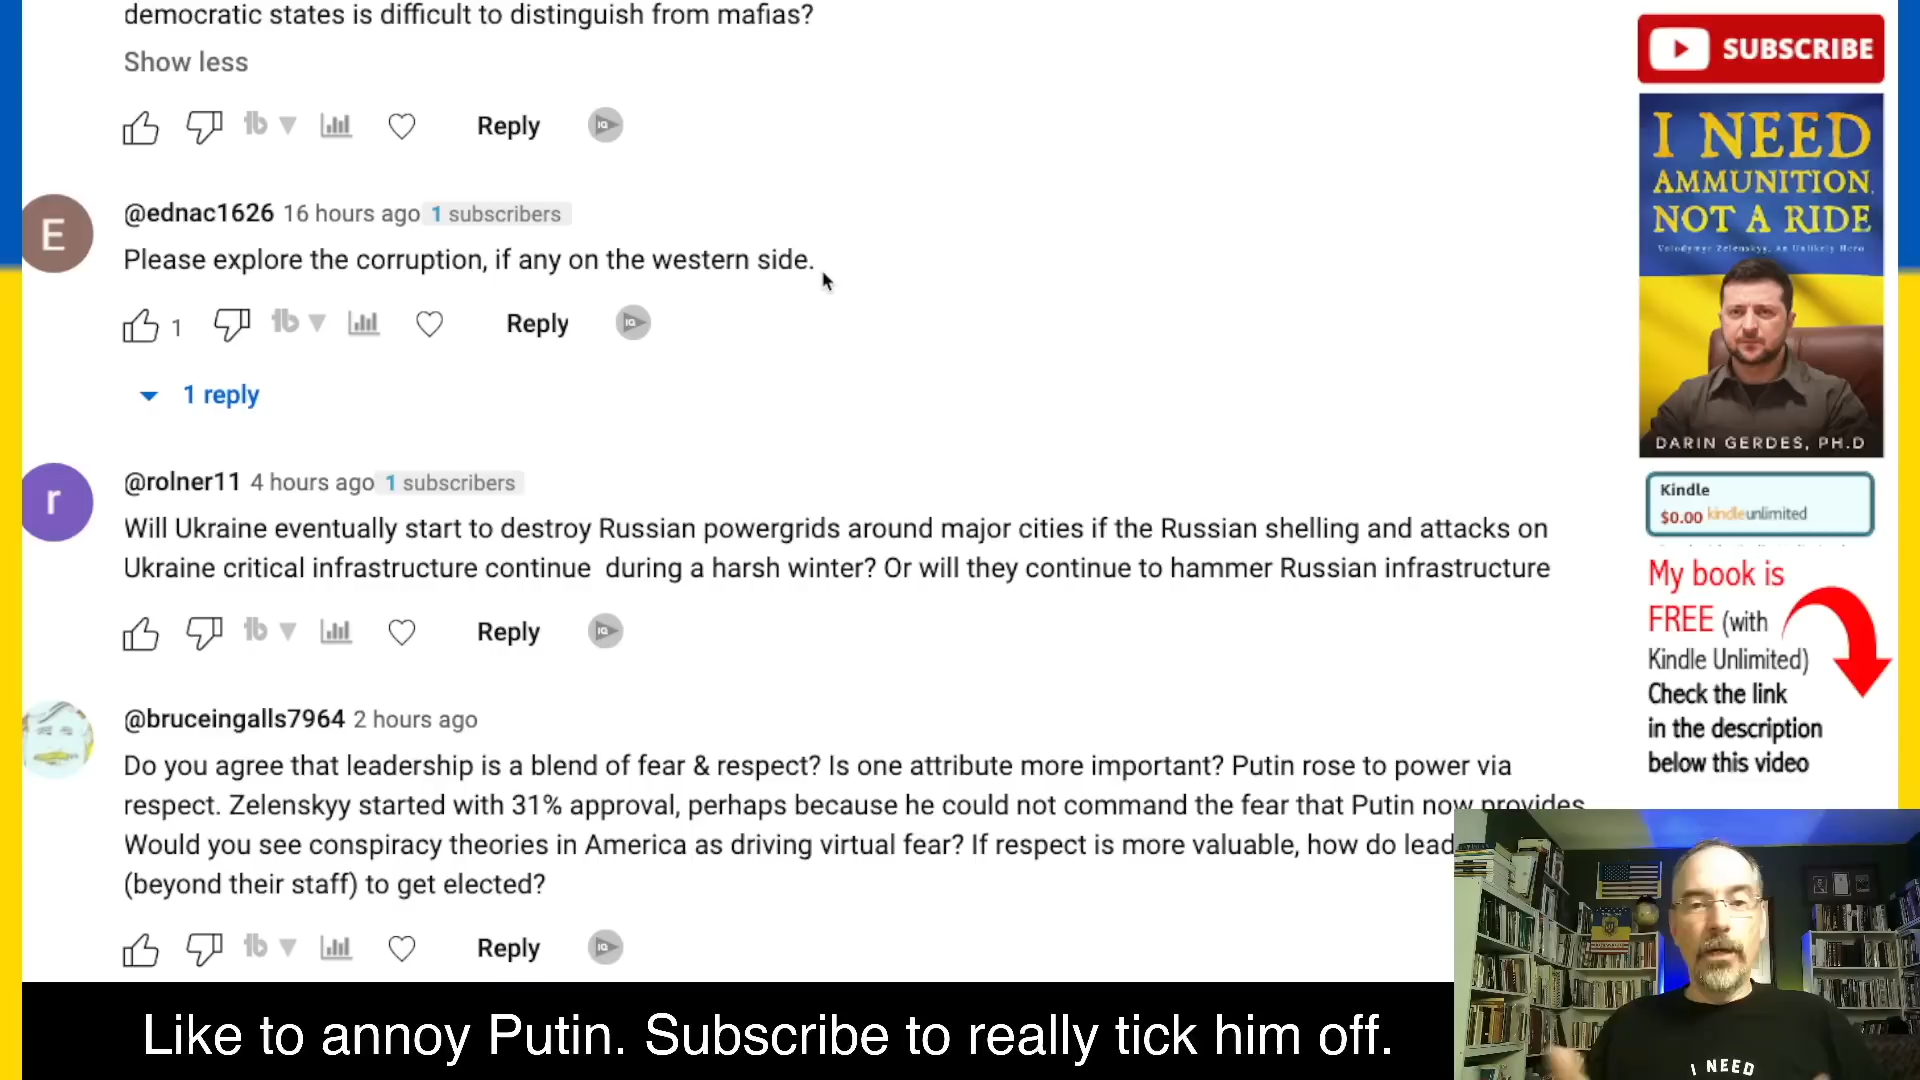 democratic states is difficult to distinguish from mafias?
Show less
Reply
E
@ednac1626 16 hours ago 1 subscribers
Please explore the corruption, if any on the western side.
1
Reply
1 reply
r
@rolner11 4 hours ago 1 subscribers
Will Ukraine eventually start to destroy Russian powergrids around major cities if the Russian shelling and attacks on
Ukraine critical infrastructure continue during a harsh winter? Or will they continue to hammer Russian infrastructure
Reply
@bruceingalls7964 2 hours ago
Do you agree that leadership is a blend of fear & respect? Is one attribute more important? Putin rose to power via
respect. Zelenskyy started with 31% approval, perhaps because he could not command the fear that Putin now provides
Would you see conspiracy theories in America as driving virtual fear? If respect is more valuable, how do lead
(beyond their staff) to get elected?
Reply
SUBSCRIBE
I NEED
AMMUNITION,
NOT A RIDE
Volodymyr Zelenskyy, An Unlikely Hero
DARIN GERDES, PH.D
Kindle
$0.00 kindleunlimited
My book is
FREE (with
Kindle Unlimited)
Check the link
in the description
below this video
I NEED
Like to annoy Putin. Subscribe to really tick him off.